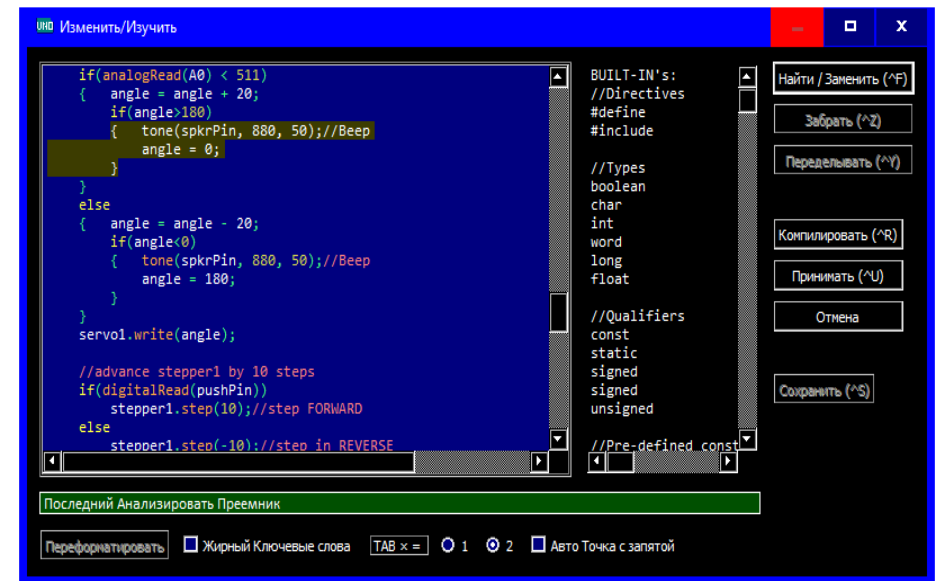 UNO Изменить/Изучить
if(analogRead(A0) < 511)
{   angle = angle + 20;
if(angle>180)
{   tone(spkrPin, 880, 50);//Beep
angle = 0;
}
}
else
{   angle = angle - 20;
if(angle<0)
{   tone(spkrPin, 880, 50);//Beep
angle = 180;
}
}
servo1.write(angle);
//advance stepper1 by 10 steps
if(digitalRead(pushPin))
stepper1.step(10);//step FORWARD
else
stepper1.step(-10);//step in REVERSE
BUILT-IN's:
//Directives
#define
#include
//Types
boolean
char
int
word
long
float
//Qualifiers
const
static
signed
signed
unsigned
//Pre-defined const
Найти / Заменить (^F)
Забрать (^Z)
Переделывать (^Y)
Компилировать (^R)
Принимать (^U)
Отмена
Сохранить (^S)
Последний Анализировать Преемник
Переформатировать
Жирный Ключевые слова
TAB × =
1
2
Авто Точка с запятой